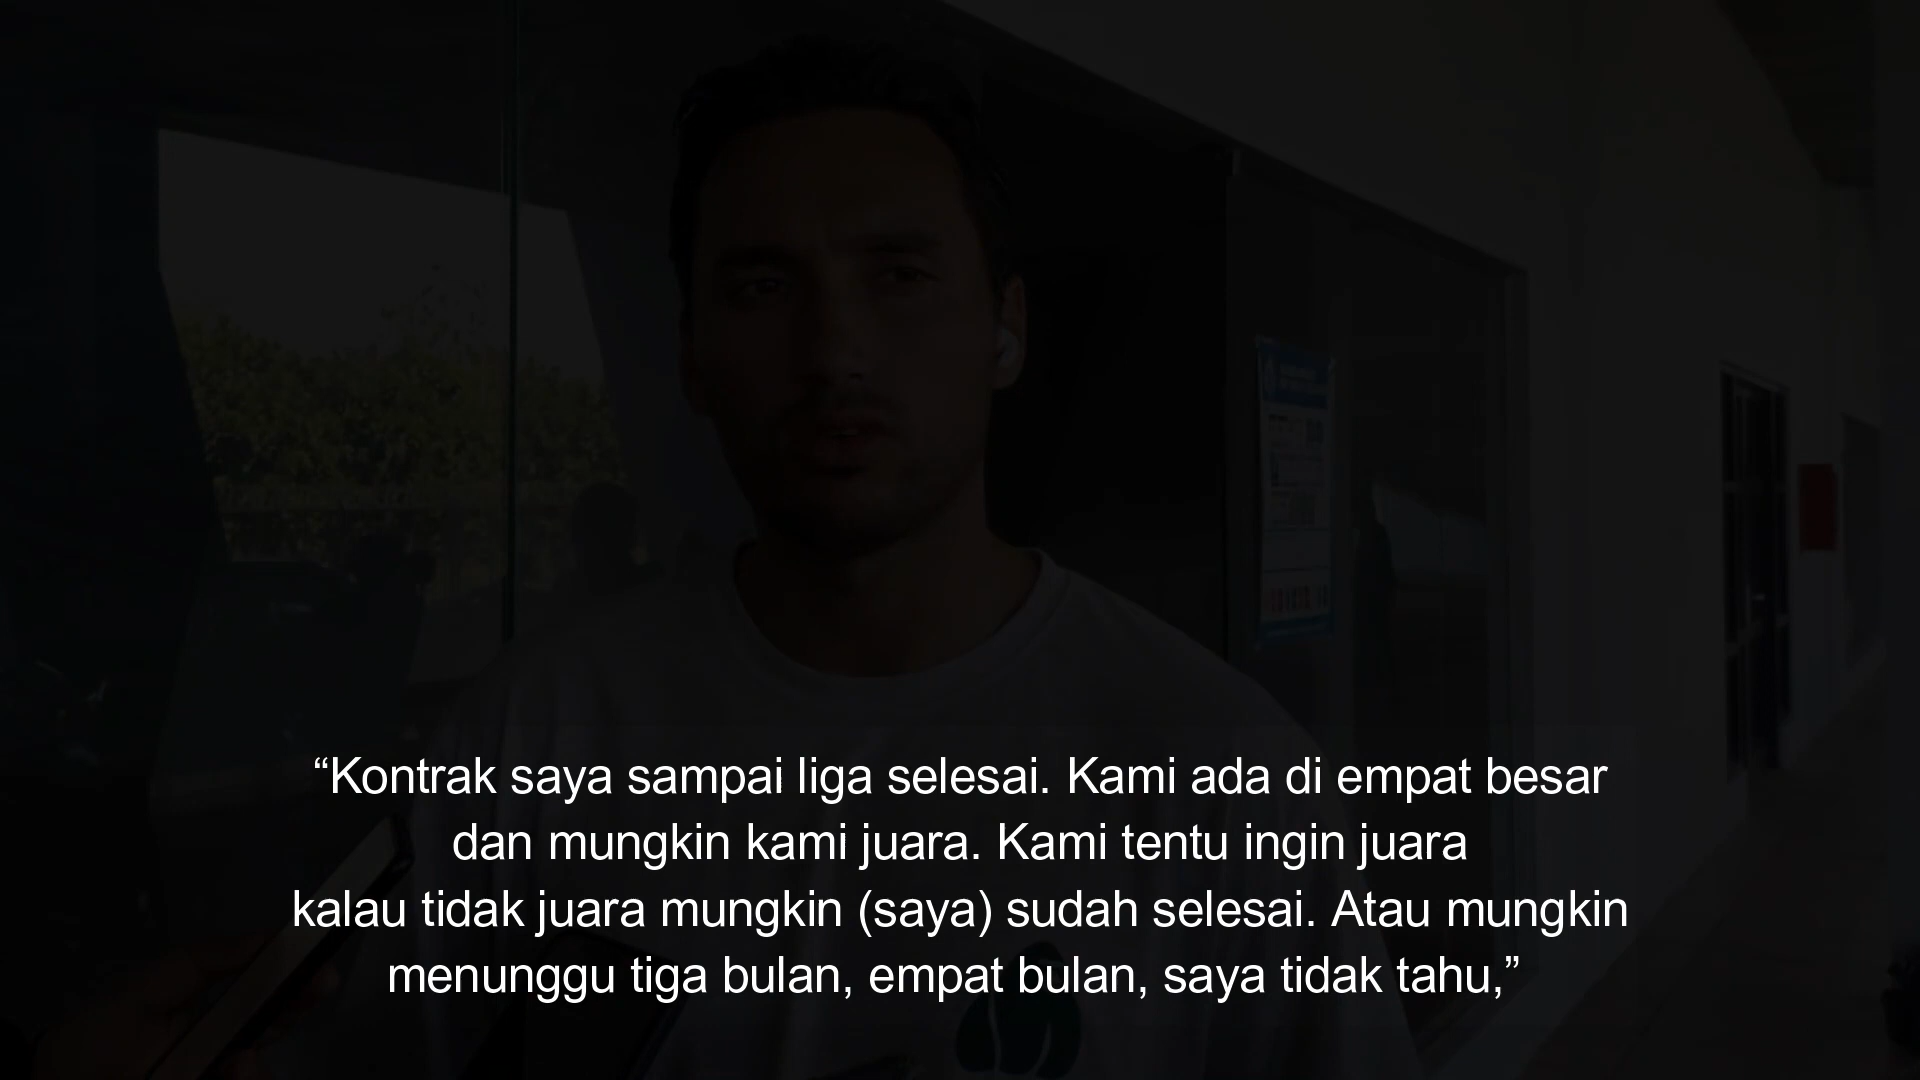 “Kontrak saya sampai liga selesai. Kami ada di empat besar
dan mungkin kami juara. Kami tentu ingin juara
kalau tidak juara mungkin (saya) sudah selesai. Atau mungkin
menunggu tiga bulan, empat bulan, saya tidak tahu,”